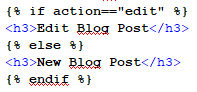 {% if action=="edit" %}
<h3>Edit Blog Post</h3>
{% else %}
<h3>New Blog Post</h3>
{% endif %}